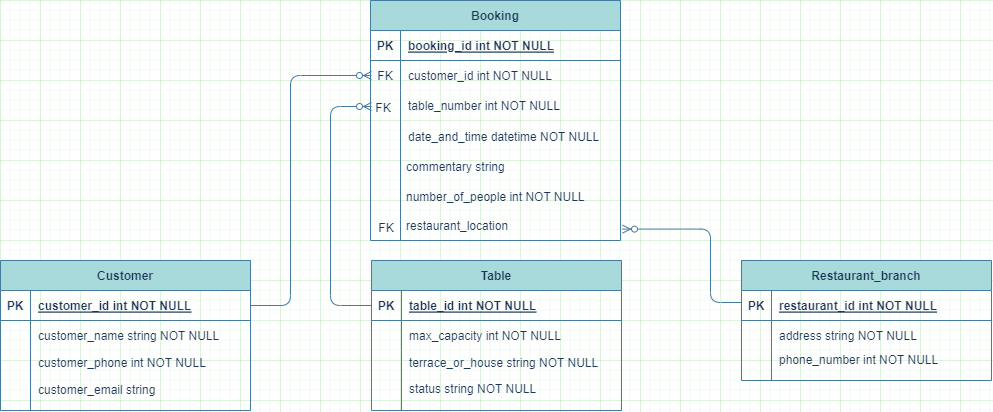 Booking
PK booking_id int NOT NULL
FK customer_id int NOT NULL
FK table_number int NOT NULL
date_and_time datetime NOT NULL
commentary string
number_of_people int NOT NULL
FK restaurant_location
Customer
PK customer_id int NOT NULL
customer_name string NOT NULL
customer_phone int NOT NULL
customer_email string
Table
PK table_id int NOT NULL
max_capacity int NOT NULL
terrace_or_house string NOT NULL
status string NOT NULL
Restaurant_branch
PK restaurant_id int NOT NULL
address string NOT NULL
phone_number int NOT NULL